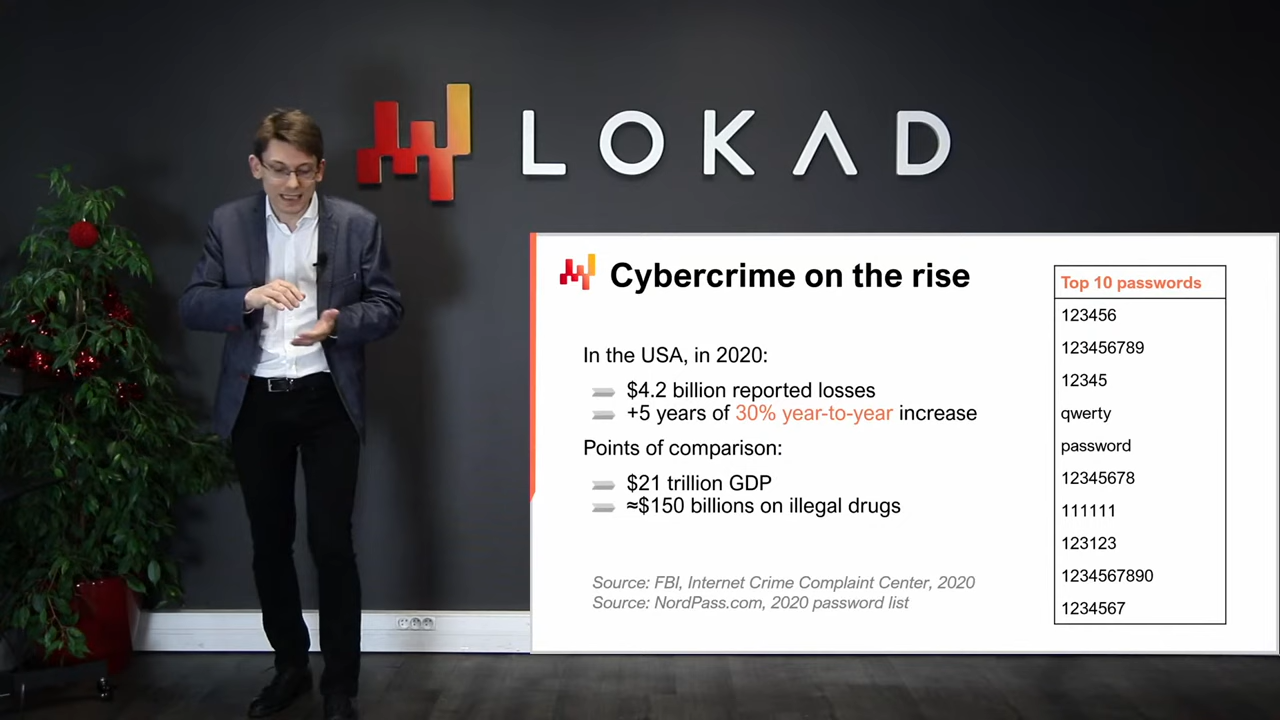 LOKAD
Cybercrime on the rise
In the USA, in 2020:
$4.2 billion reported losses
+5 years of 30% year-to-year increase
Points of comparison:
$21 trillion GDP
≈$150 billions on illegal drugs
Source: FBI, Internet Crime Complaint Center, 2020
Source: NordPass.com, 2020 password list
Top 10 passwords
123456
123456789
12345
qwerty
password
12345678
111111
123123
1234567890
1234567